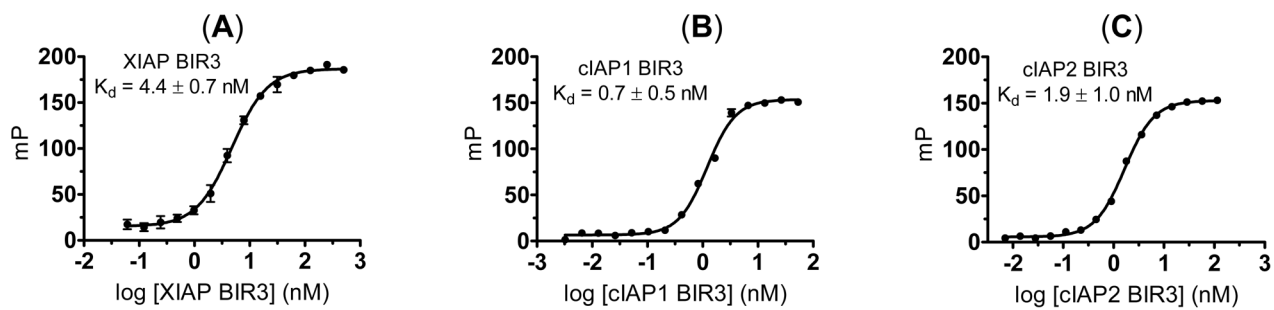 (A)
XIAP BIR3
Kd = 4.4 ± 0.7 nM
200
150
100
50
0
mP
-2 -1 0 1 2 3
log [XIAP BIR3] (nM)
(B)
cIAP1 BIR3
Kd = 0.7 ± 0.5 nM
200
150
100
50
0
mP
-3 -2 -1 0 1 2
log [cIAP1 BIR3] (nM)
(C)
cIAP2 BIR3
Kd = 1.9 ± 1.0 nM
200
150
100
50
0
mP
-2 -1 0 1 2 3
log [cIAP2 BIR3] (nM)